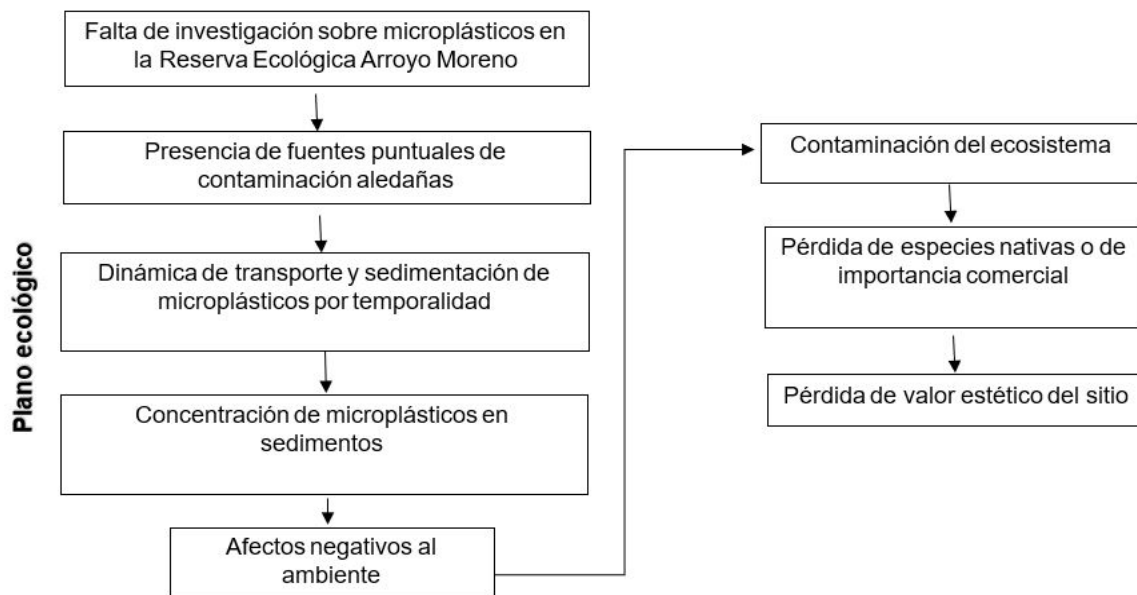 Plano ecológico
Falta de investigación sobre microplásticos en
la Reserva Ecológica Arroyo Moreno
Presencia de fuentes puntuales de
contaminación aledañas
Dinámica de transporte y sedimentación de
microplásticos por temporalidad
Concentración de microplásticos en
sedimentos
Afectos negativos al
ambiente
Contaminación del ecosistema
Pérdida de especies nativas o de
importancia comercial
Pérdida de valor estético del sitio